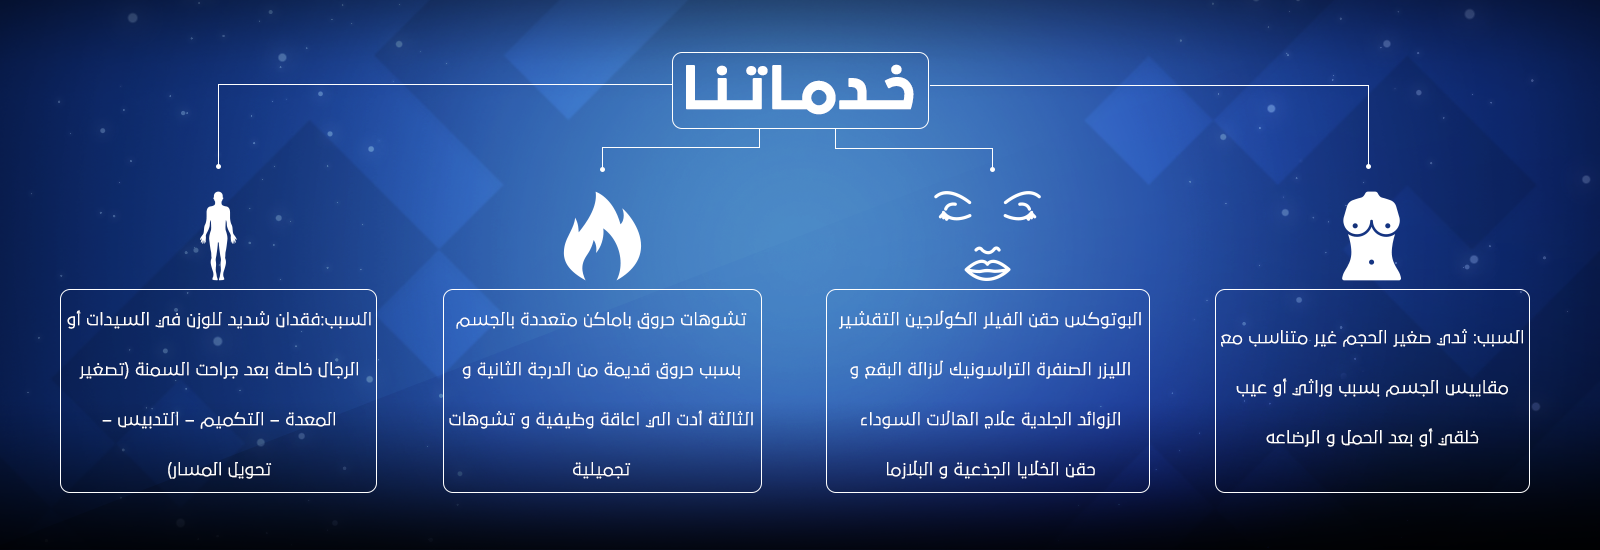 خدماتنا
السبب: ثدي صغير الحجم غير متناسب مع
مقاييس الجسم بسبب وراثي أو عيب
خلقي أو بعد الحمل و الرضاعه
البوتوكس حقن الفيلر الكولاجين التقشير
الليزر الصنفرة التراسونيك لازالة البقع و
الزوائد الجلدية علاج الهالات السوداء
حقن الخلايا الجذعية و البلازما
تشوهات حروق باماكن متعددة بالجسم
بسبب حروق قديمة من الدرجة الثانية و
الثالثة أدت الي اعاقة وظيفية و تشوهات
تجميلية
السبب:فقدان شديد للوزن في السيدات أو
الرجال خاصة بعد جراحت السمنة (تصغير
المعدة – التكميم – التدبيس –
تحويل المسار)